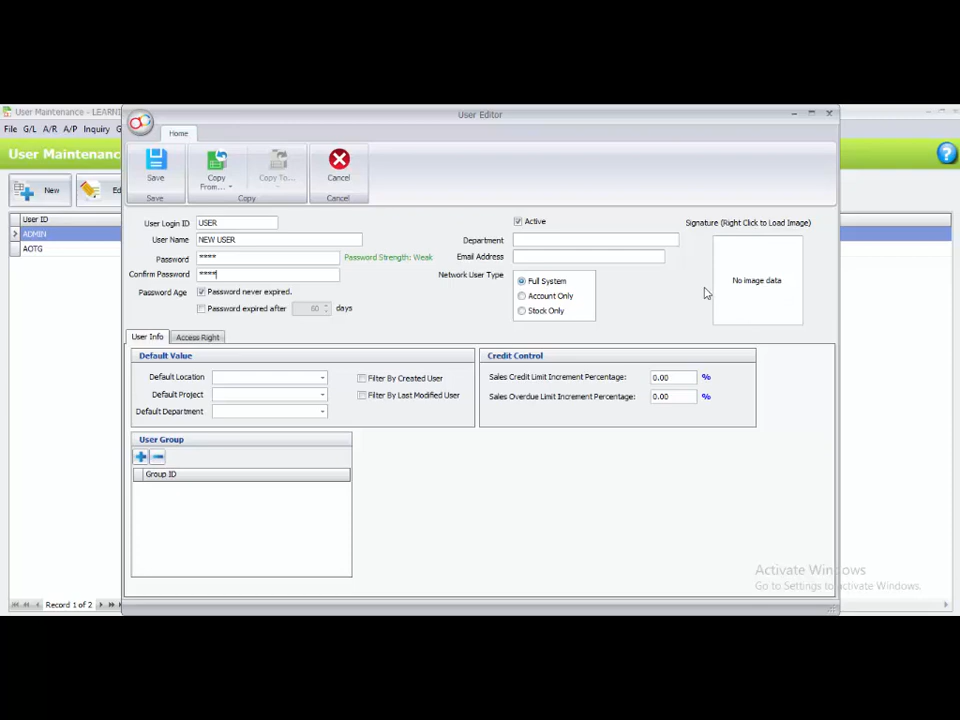 User Maintenance - LEARNI
User Editor
File G/L A/R A/P Inquiry G
Home
User Maintenance
New
Ed
Save
Copy From...
Copy To...
Cancel
Save
Copy
Cancel
User ID
ADMIN
AOTG
User Login ID USER
User Name NEW USER
Password **** Password Strength: Weak
Confirm Password ****
Password Age Password never expired.
Password expired after 60 days
Active
Department
Email Address
Network User Type
Full System
Account Only
Stock Only
Signature (Right Click to Load Image)
No image data
User Info Access Right
Default Value
Default Location
Default Project
Default Department
Filter By Created User
Filter By Last Modified User
Credit Control
Sales Credit Limit Increment Percentage: 0.00 %
Sales Overdue Limit Increment Percentage: 0.00 %
User Group
Group ID
Activate Windows
Go to Settings to activate Windows.
Record 1 of 2